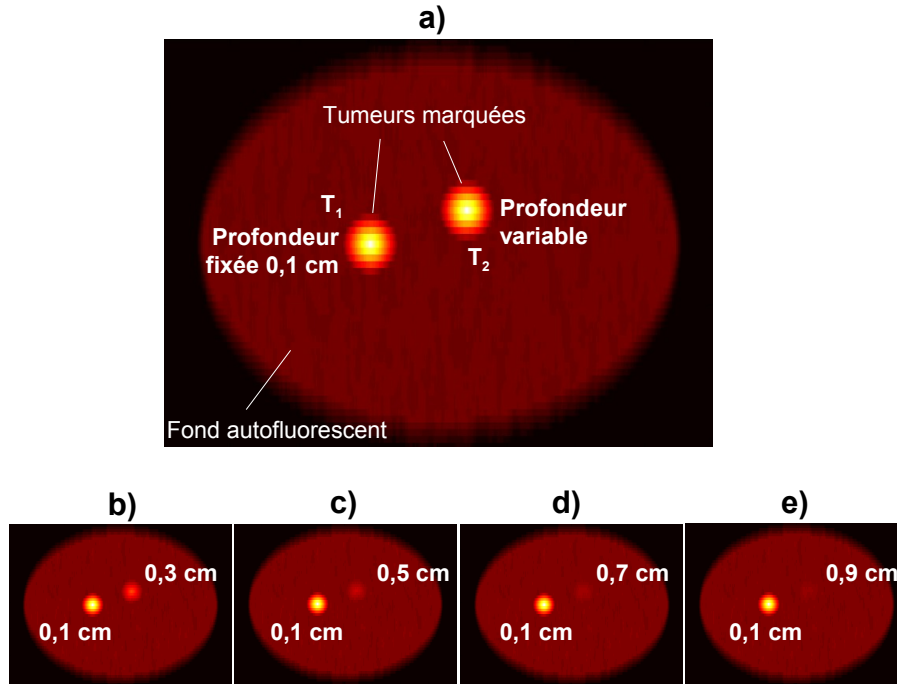 a)
Tumeurs marquées
T1
Profondeur
fixée 0,1 cm
Profondeur
variable
T2
Fond autofluorescent
b)
c)
d)
e)
0,3 cm
0,1 cm
0,5 cm
0,1 cm
0,7 cm
0,1 cm
0,9 cm
0,1 cm